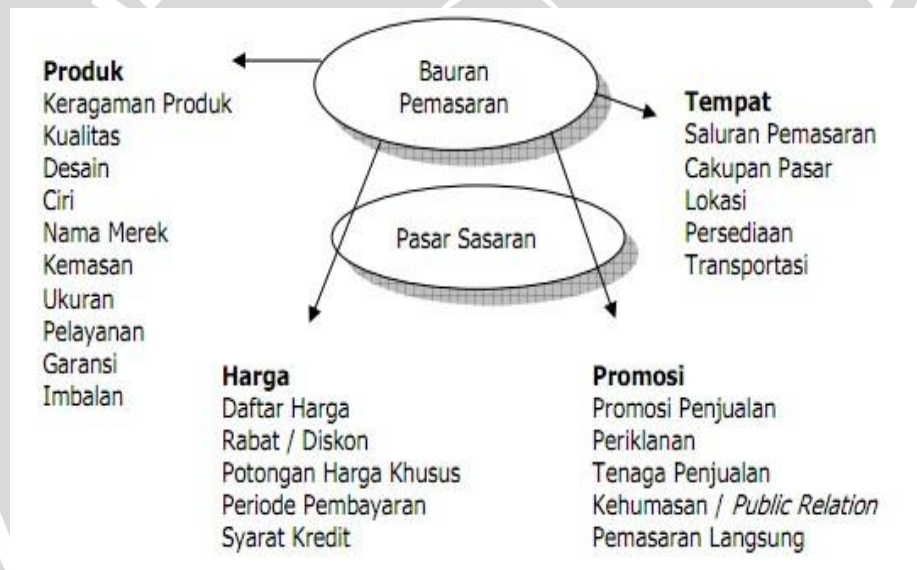 Bauran
Pemasaran
Pasar Sasaran
Produk
Keragaman Produk
Kualitas
Desain
Ciri
Nama Merek
Kemasan
Ukuran
Pelayanan
Garansi
Imbalan
Tempat
Saluran Pemasaran
Cakupan Pasar
Lokasi
Persediaan
Transportasi
Harga
Daftar Harga
Rabat / Diskon
Potongan Harga Khusus
Periode Pembayaran
Syarat Kredit
Promosi
Promosi Penjualan
Periklanan
Tenaga Penjualan
Kehumasan / Public Relation
Pemasaran Langsung